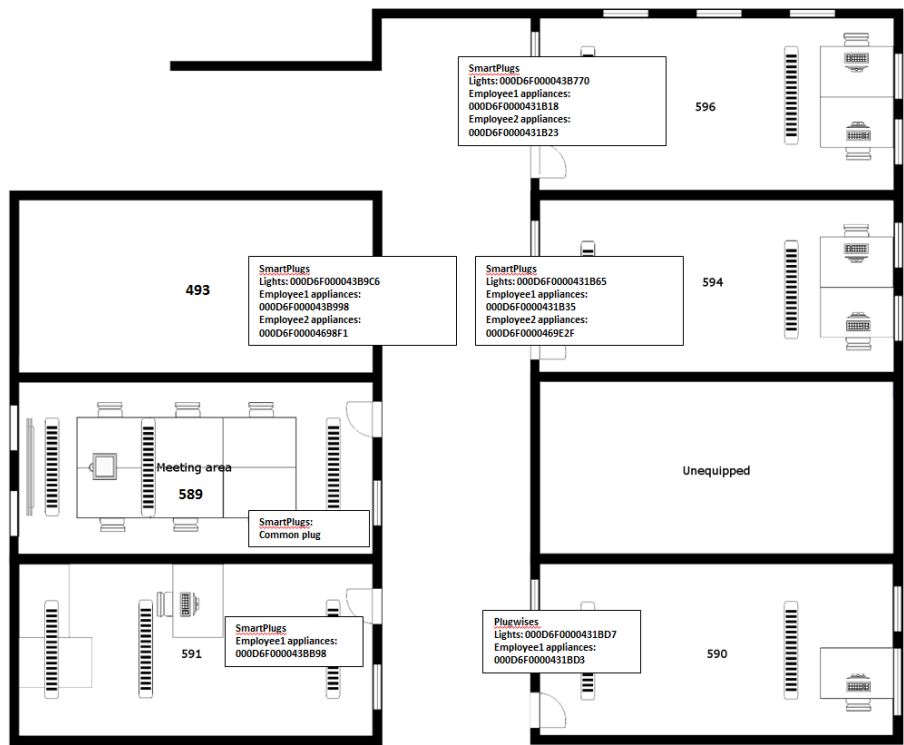 SmartPlugs
Lights: 000D6F000043B770
Employee1 appliances:
000D6F0000431B18
Employee2 appliances:
000D6F0000431B23
596
493
SmartPlugs
Lights: 000D6F000043B9C6
Employee1 appliances:
000D6F000043B998
Employee2 appliances:
000D6F00004698F1
SmartPlugs
Lights: 000D6F0000431B65
Employee1 appliances:
000D6F0000431B35
Employee2 appliances:
000D6F0000469E2F
594
Meeting area
589
SmartPlugs:
Common plug
Unequipped
591
SmartPlugs
Employee1 appliances:
000D6F000043BB98
Plugwises
Lights: 000D6F0000431BD7
Employee1 appliances:
000D6F0000431BD3
590